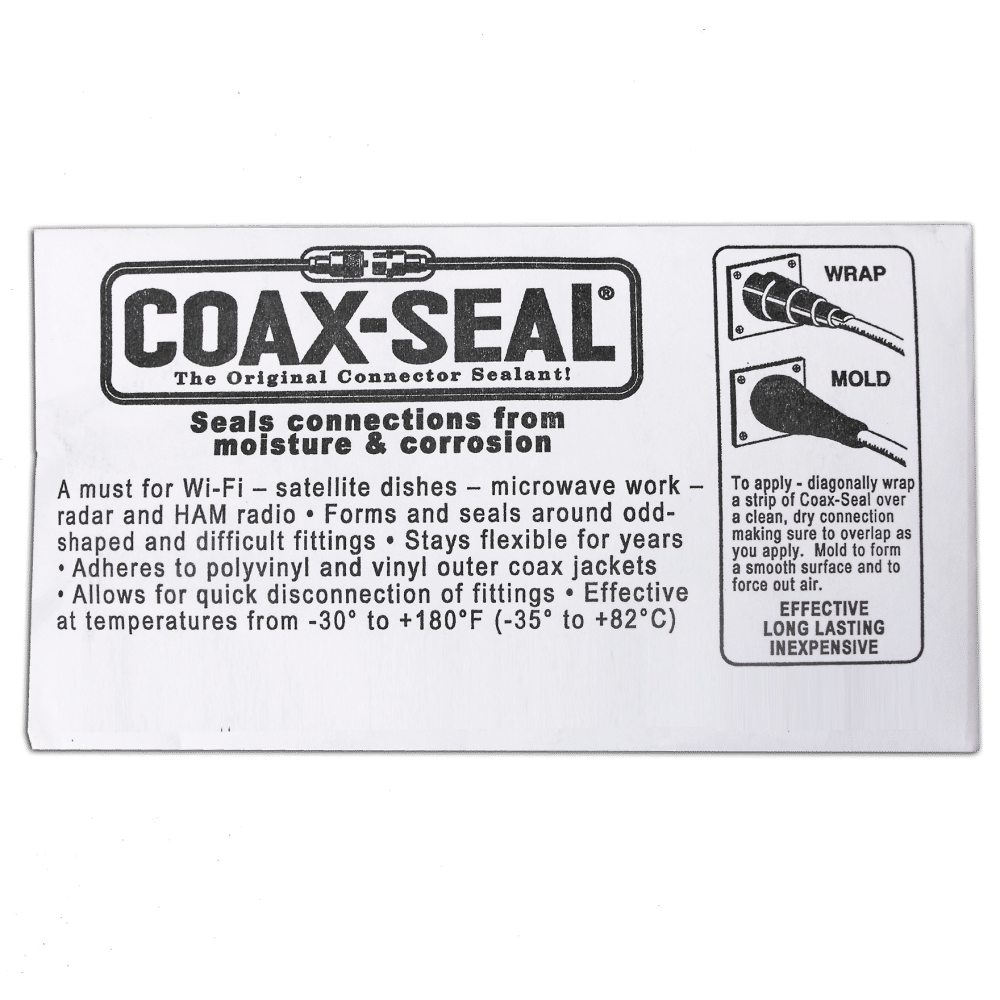 COAX-SEAL®
The Original Connector Sealant!
Seals connections from
moisture & corrosion
A must for Wi-Fi – satellite dishes – microwave work –
radar and HAM radio • Forms and seals around odd-
shaped and difficult fittings • Stays flexible for years
• Adheres to polyvinyl and vinyl outer coax jackets
• Allows for quick disconnection of fittings • Effective
at temperatures from -30° to +180°F (-35° to +82°C)
WRAP
MOLD
To apply - diagonally wrap
a strip of Coax-Seal over
a clean, dry connection
making sure to overlap as
you apply. Mold to form
a smooth surface and to
force out air.
EFFECTIVE
LONG LASTING
INEXPENSIVE